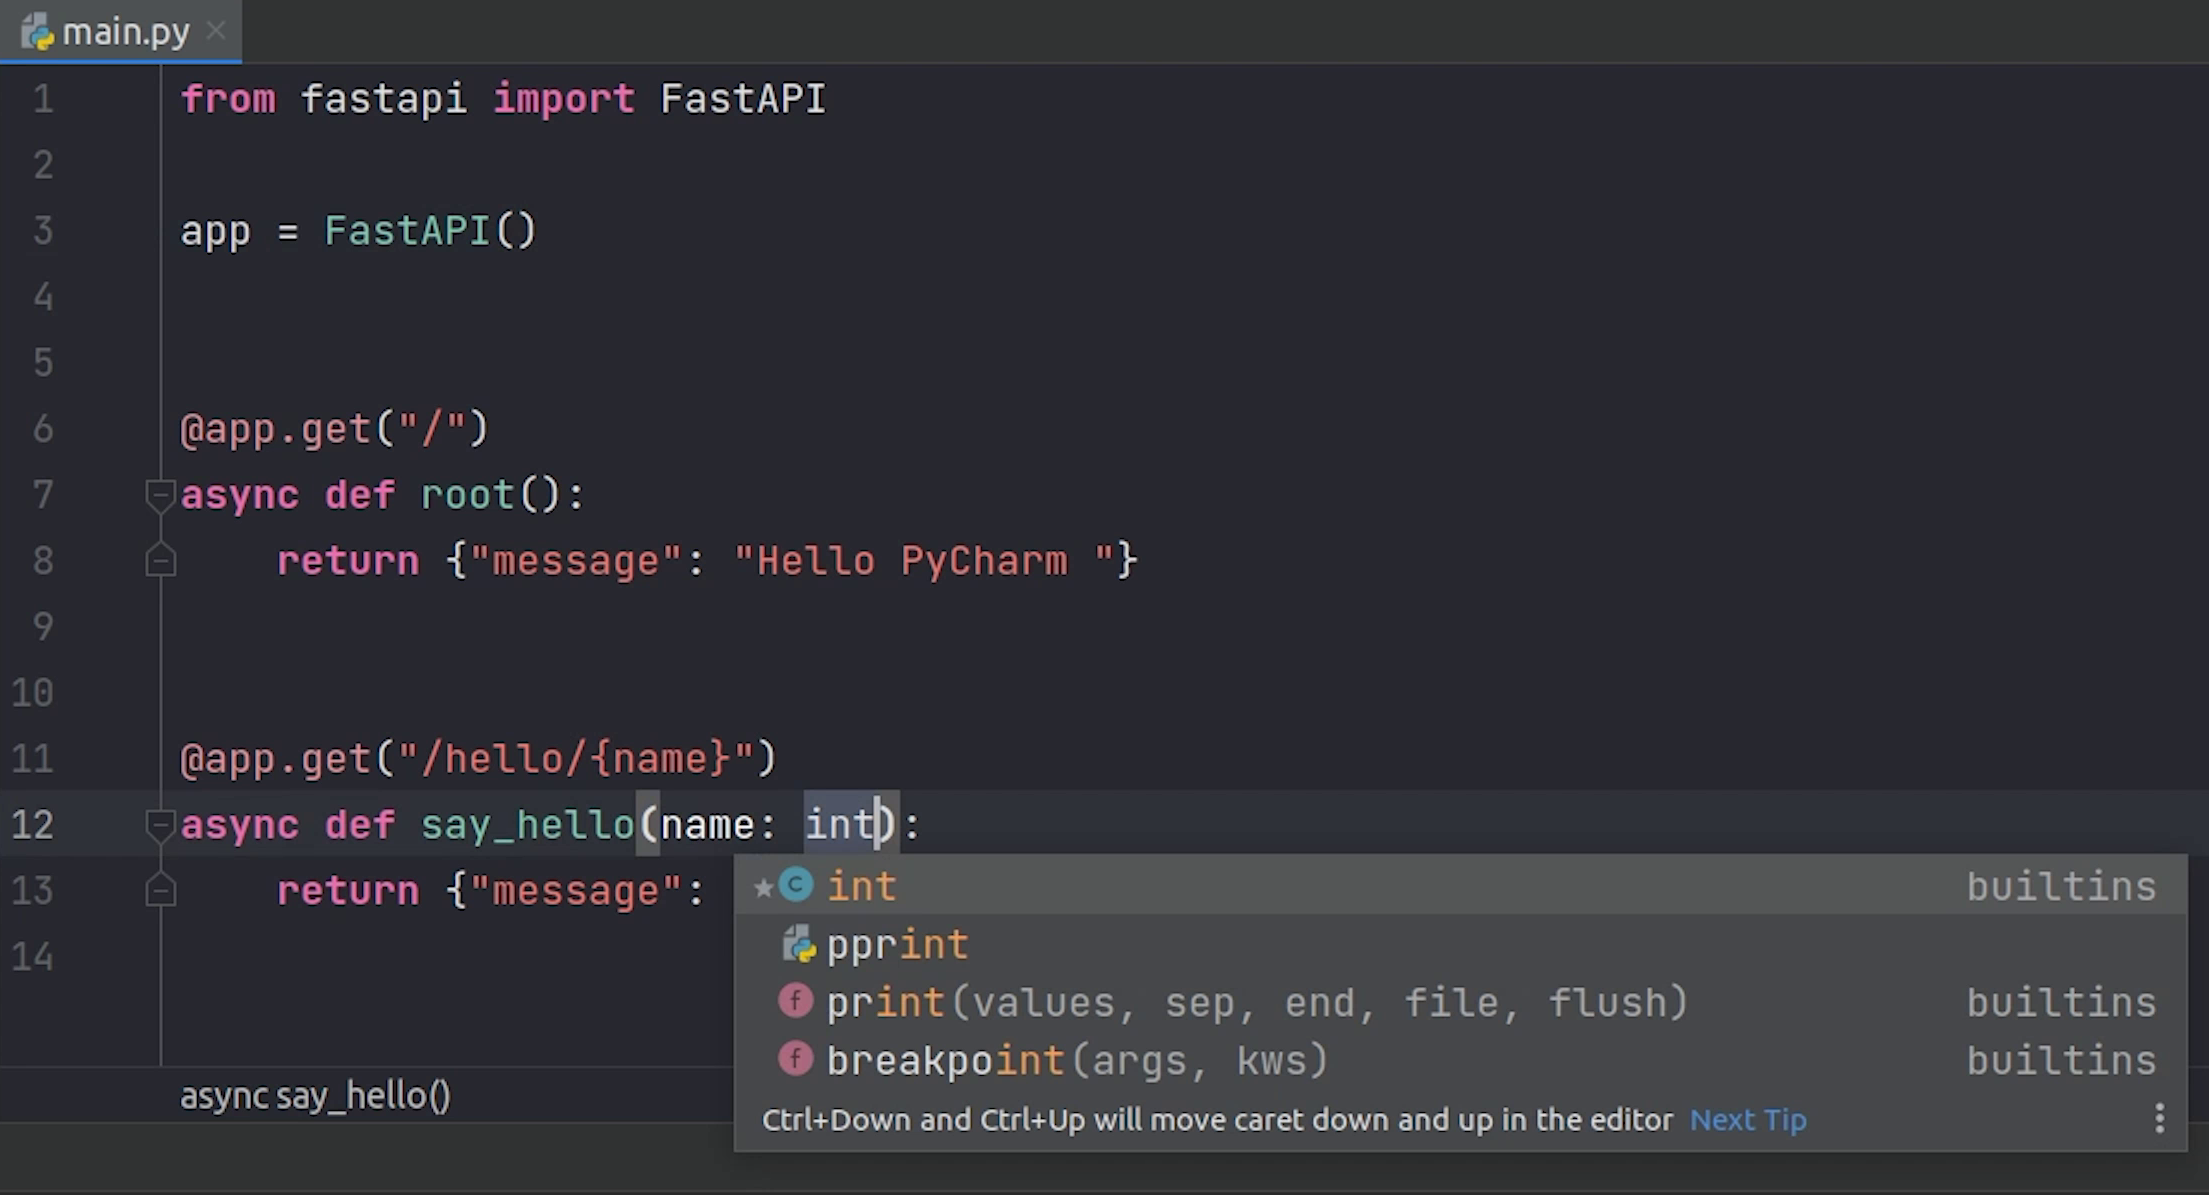 main.py
1 from fastapi import FastAPI
2
3 app = FastAPI()
4
5
6 @app.get("/")
7 async def root():
8     return {"message": "Hello PyCharm "}
9
10
11 @app.get("/hello/{name}")
12 async def say_hello(name: int):
13     return {"message":
14
int builtins
pprint
print(values, sep, end, file, flush) builtins
breakpoint(args, kws) builtins
Ctrl+Down and Ctrl+Up will move caret down and up in the editor Next Tip
async say_hello()